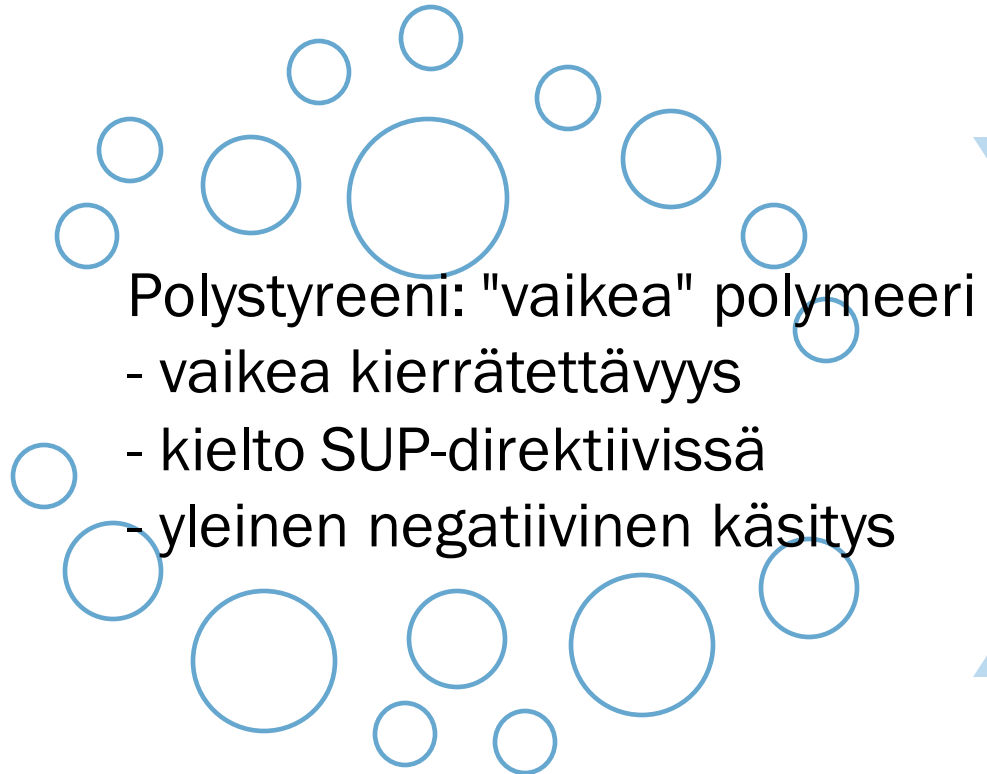 Polystyreeni: "vaikea" polymeeri
- vaikea kierrätettävyys
- kielto SUP-direktiivissä
- yleinen negatiivinen käsitys